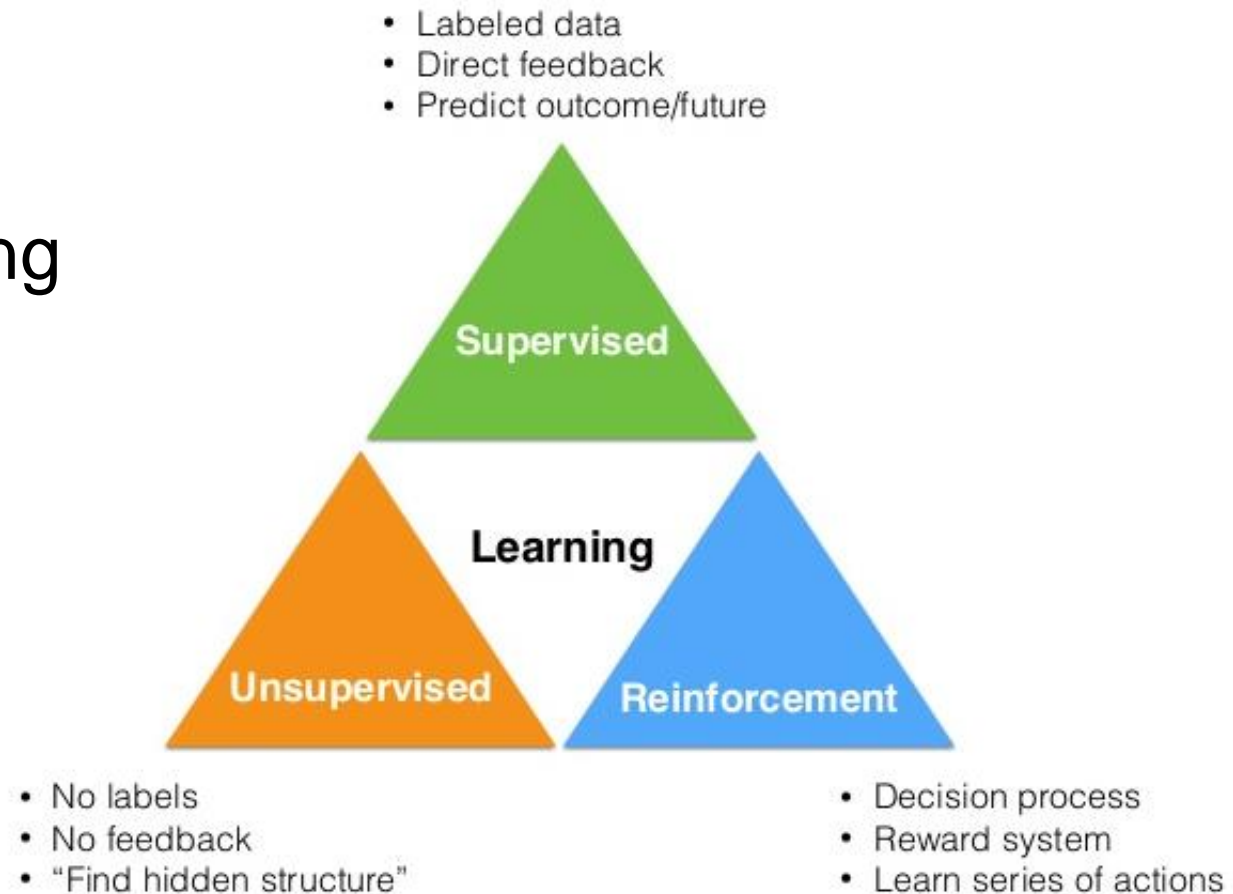 • Labeled data
• Direct feedback
• Predict outcome/future
ng
Supervised
Learning
Unsupervised
Reinforcement
• No labels
• No feedback
• “Find hidden structure”
• Decision process
• Reward system
• Learn series of actions